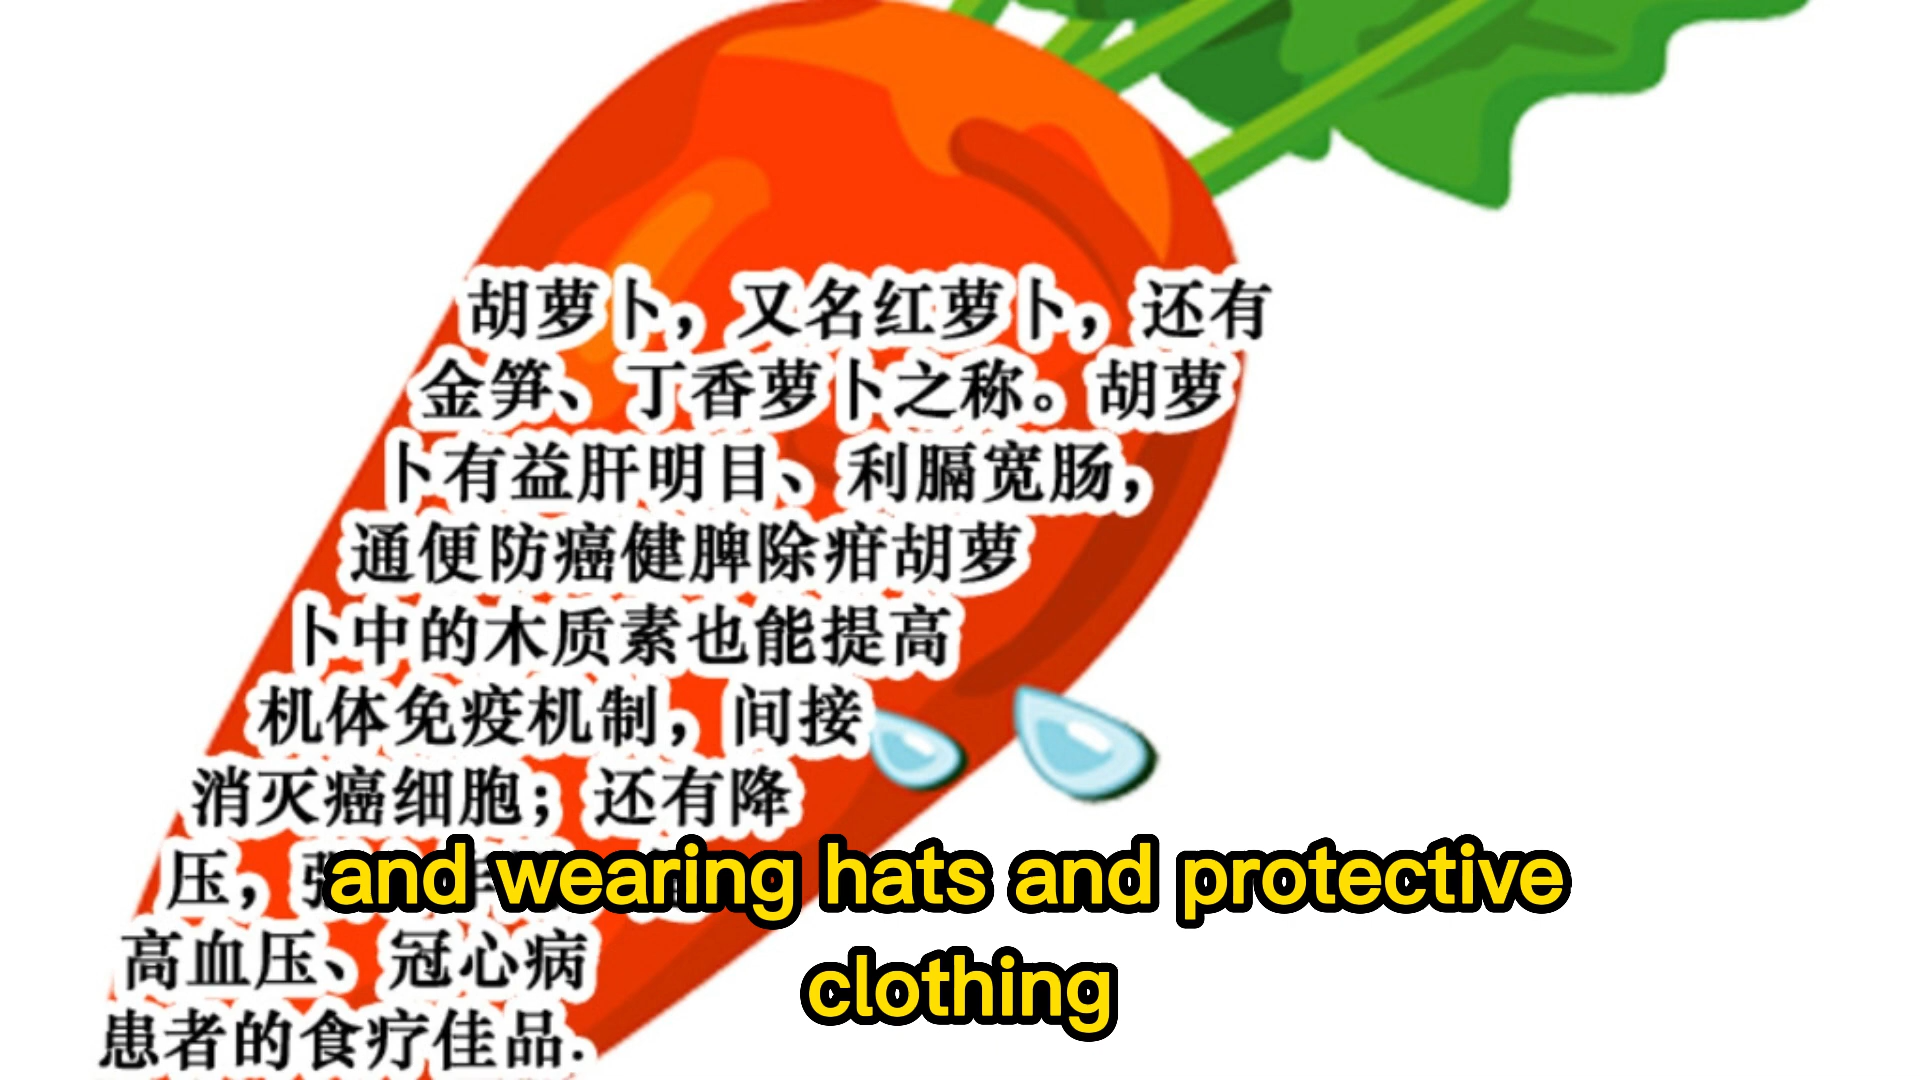 胡萝卜，又名红萝卜，还有
金笋、丁香萝卜之称。胡萝
卜有益肝明目、利膈宽肠，
通便防癌健脾除疳胡萝
卜中的木质素也能提高
机体免疫机制，间接
消灭癌细胞；还有降
压，
and wearing hats and protective
clothing
高血压、冠心病
患者的食疗佳品.